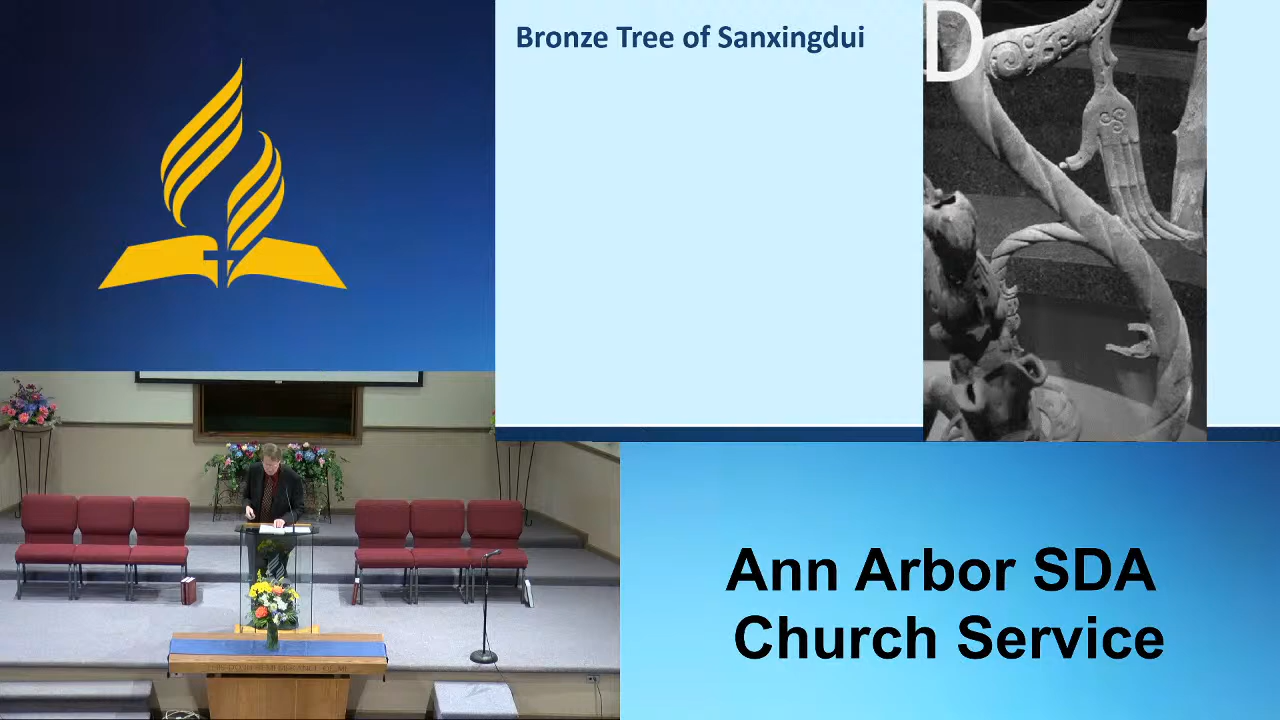 Bronze Tree of Sanxingdui
D
Ann Arbor SDA
Church Service